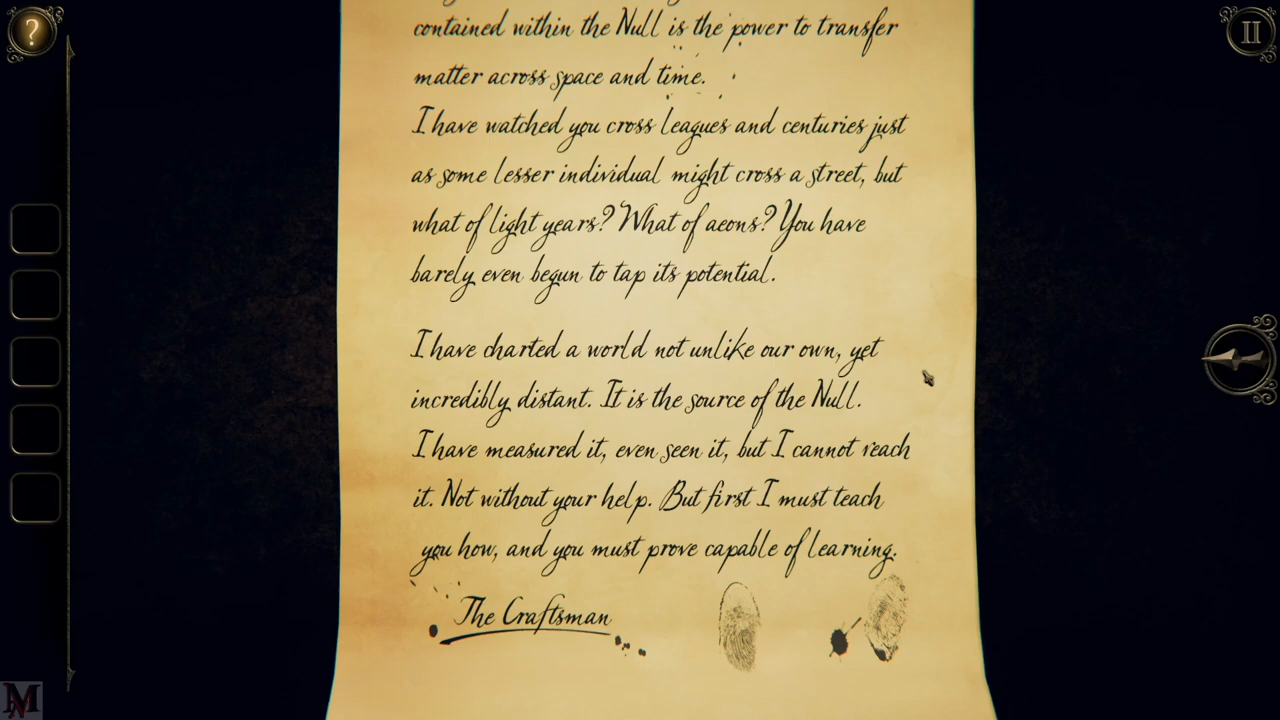 contained within the Null is the power to transfer
matter across space and time.
I have watched you cross leagues and centuries just
as some lesser individual might cross a street, but
what of light years? What of aeons? You have
barely even begun to tap its potential.
I have charted a world not unlike our own, yet
incredibly distant. It is the source of the Null.
I have measured it, even seen it, but I cannot reach
it. Not without your help. But first I must teach
you how, and you must prove capable of learning.
The Craftsman
?
M